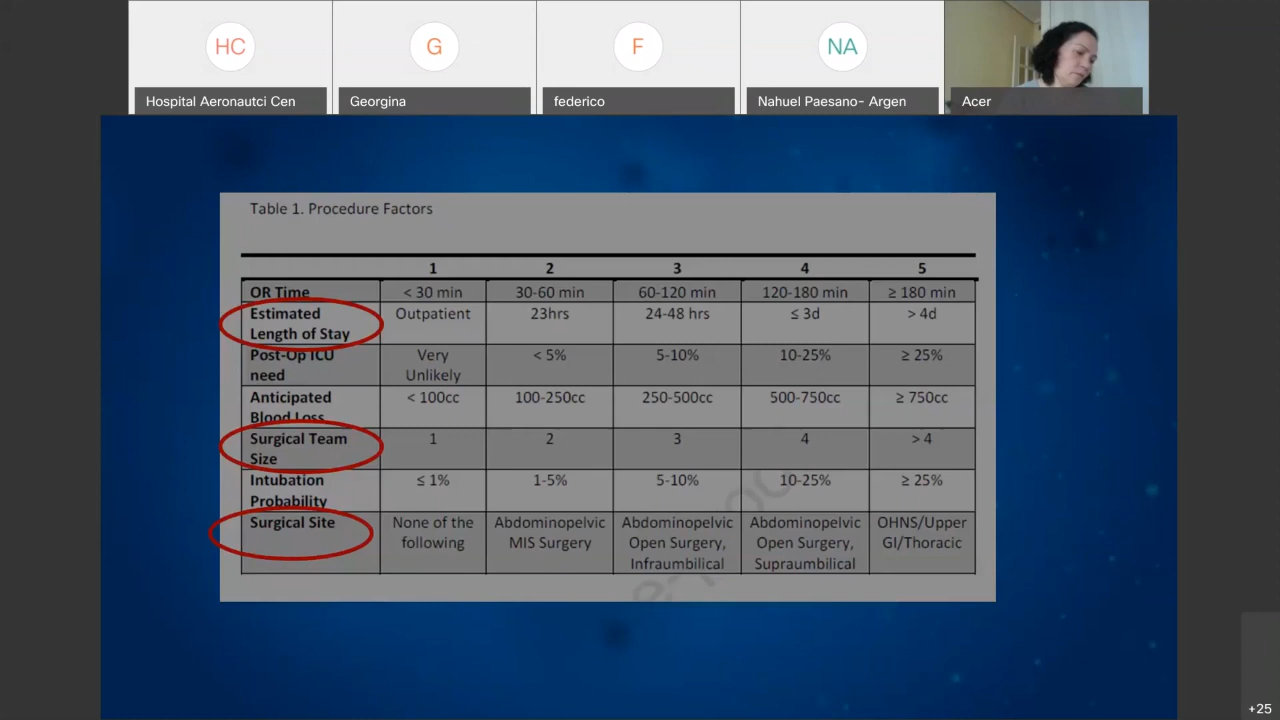 HC
G
F
NA
Hospital Aeronautci Cen
Georgina
federico
Nahuel Paesano- Argen
Acer
Table 1. Procedure Factors
1 2 3 4 5
OR Time < 30 min 30-60 min 60-120 min 120-180 min ≥ 180 min
Estimated Outpatient 23hrs 24-48 hrs ≤ 3d > 4d
Length of Stay
Post-Op ICU Very < 5% 5-10% 10-25% ≥ 25%
need Unlikely
Anticipated < 100cc 100-250cc 250-500cc 500-750cc ≥ 750cc
Blood Loss
Surgical Team 1 2 3 4 > 4
Size
Intubation ≤ 1% 1-5% 5-10% 10-25% ≥ 25%
Probability
Surgical Site None of the Abdominopelvic Abdominopelvic Abdominopelvic OHNS/Upper
following MIS Surgery Open Surgery, Open Surgery, GI/Thoracic
Infraumbilical Supraumbilical
+25